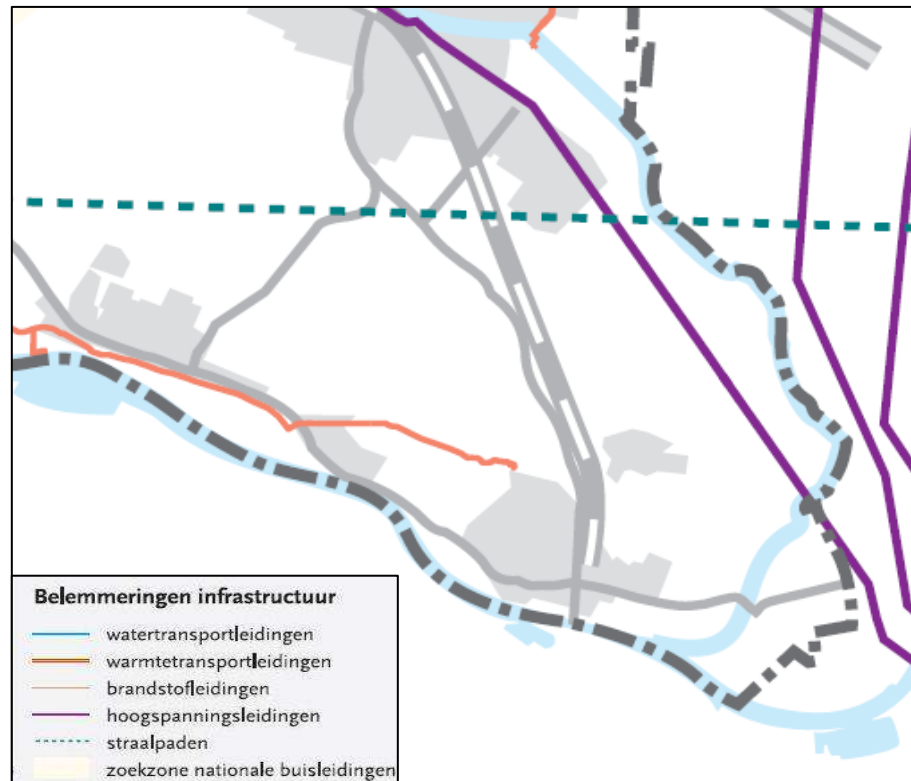 Belemmeringen infrastructuur
watertransportleidingen
warmtetransportleidingen
brandstofleidingen
hoogspanningsleidingen
straalpaden
zoekzone nationale buisleidingen